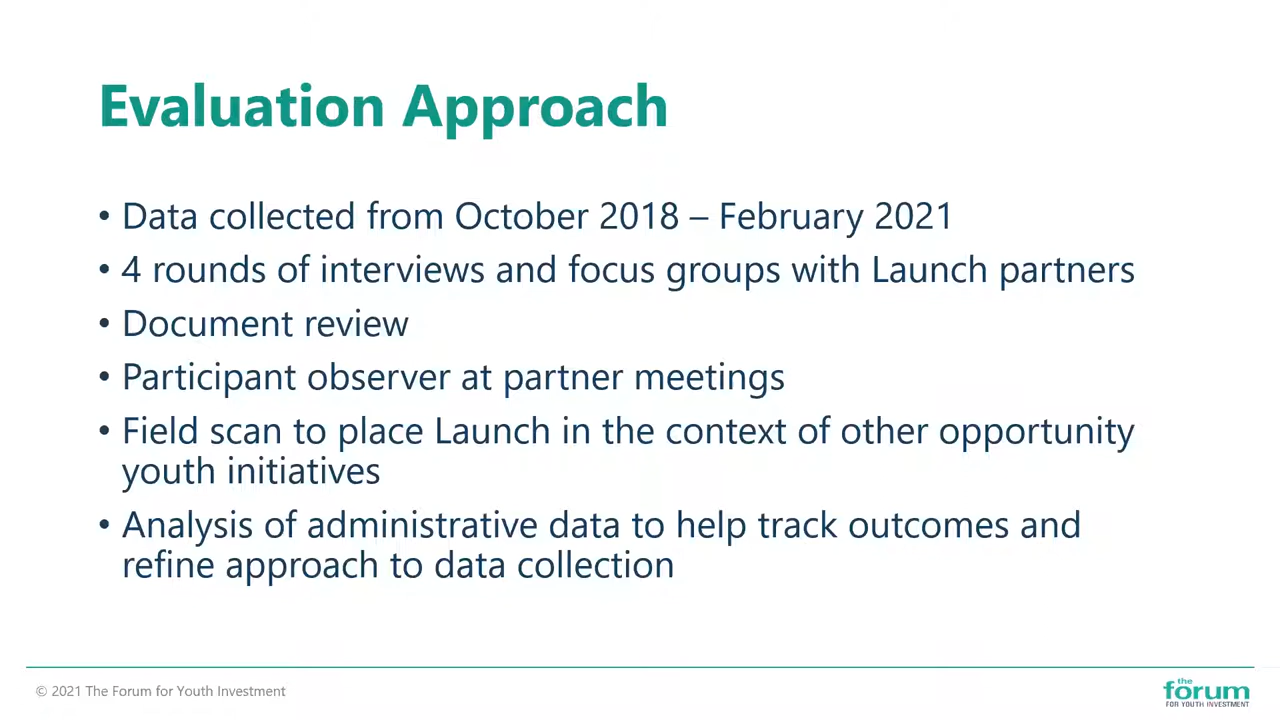 Evaluation Approach
• Data collected from October 2018 – February 2021
• 4 rounds of interviews and focus groups with Launch partners
• Document review
• Participant observer at partner meetings
• Field scan to place Launch in the context of other opportunity
youth initiatives
• Analysis of administrative data to help track outcomes and
refine approach to data collection
© 2021 The Forum for Youth Investment
the
forum
FOR YOUTH INVESTMENT